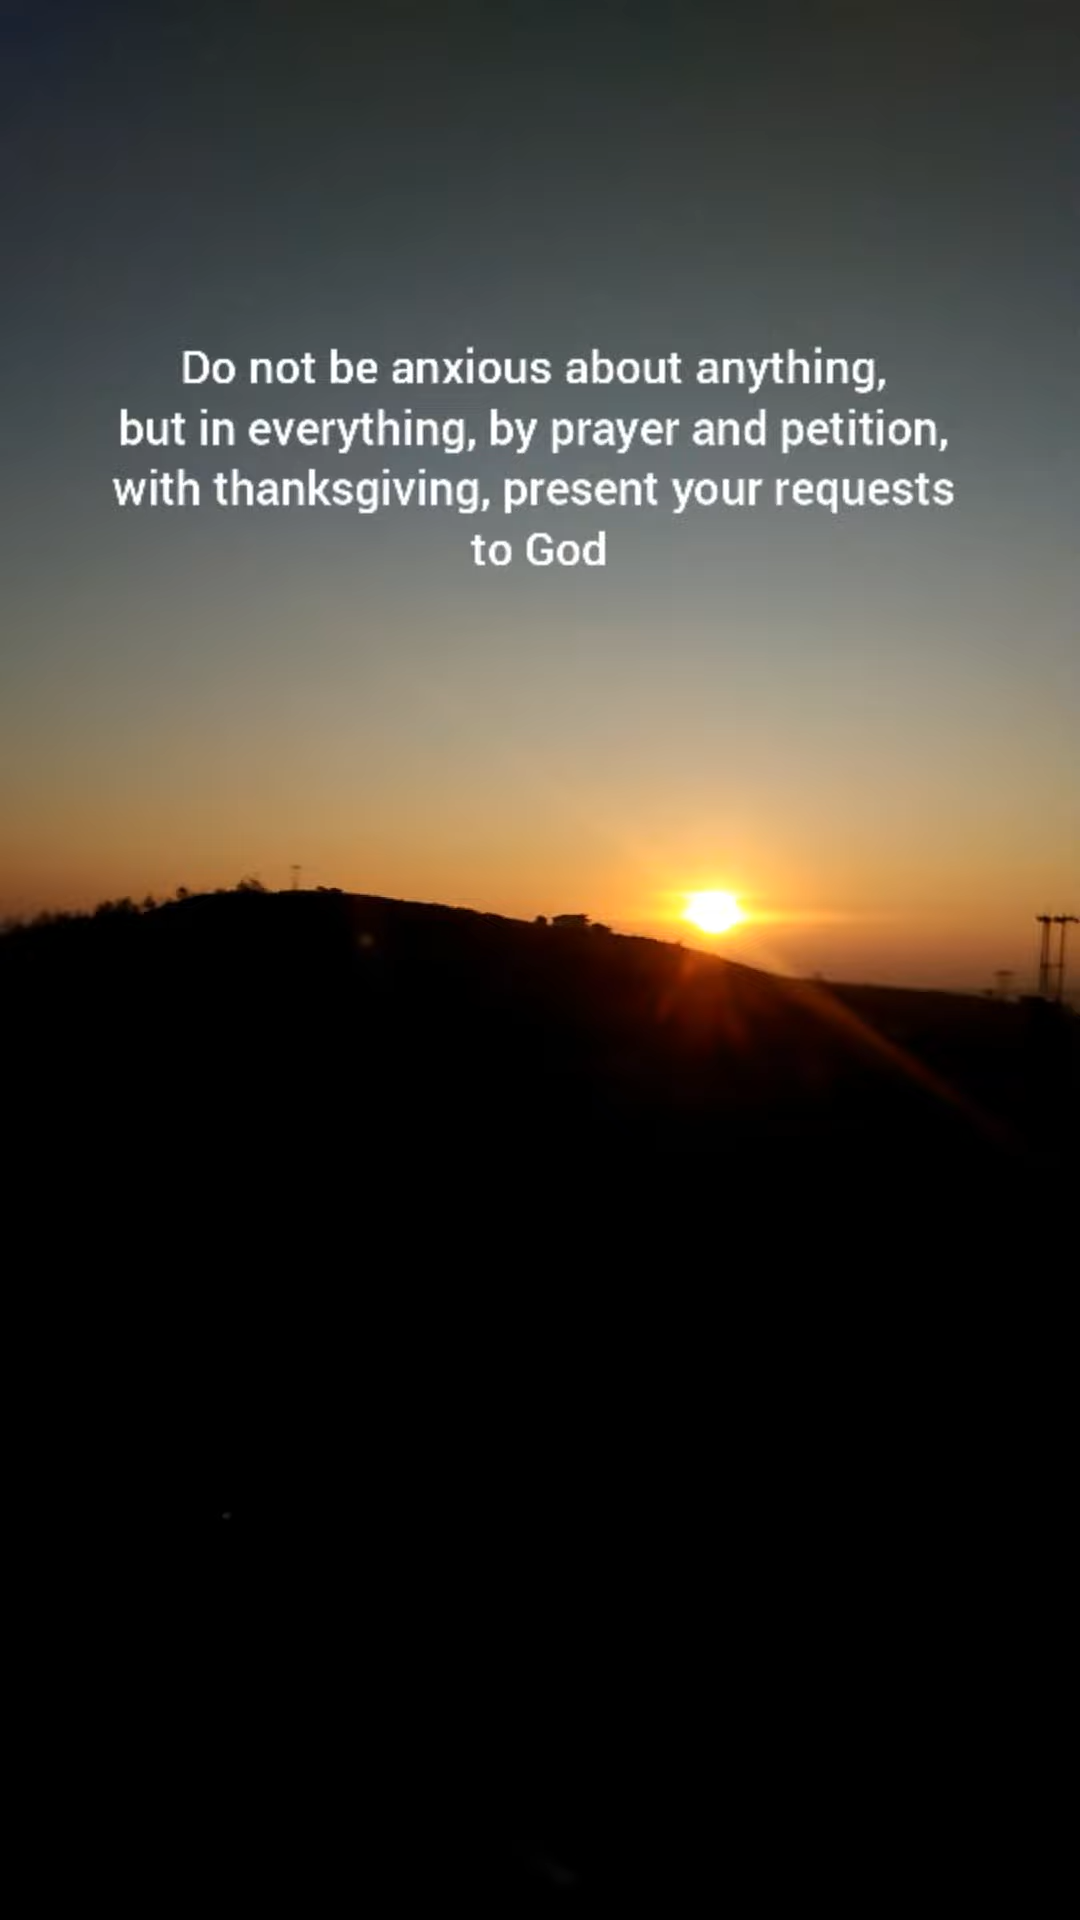 Do not be anxious about anything,
but in everything, by prayer and petition,
with thanksgiving, present your requests
to God